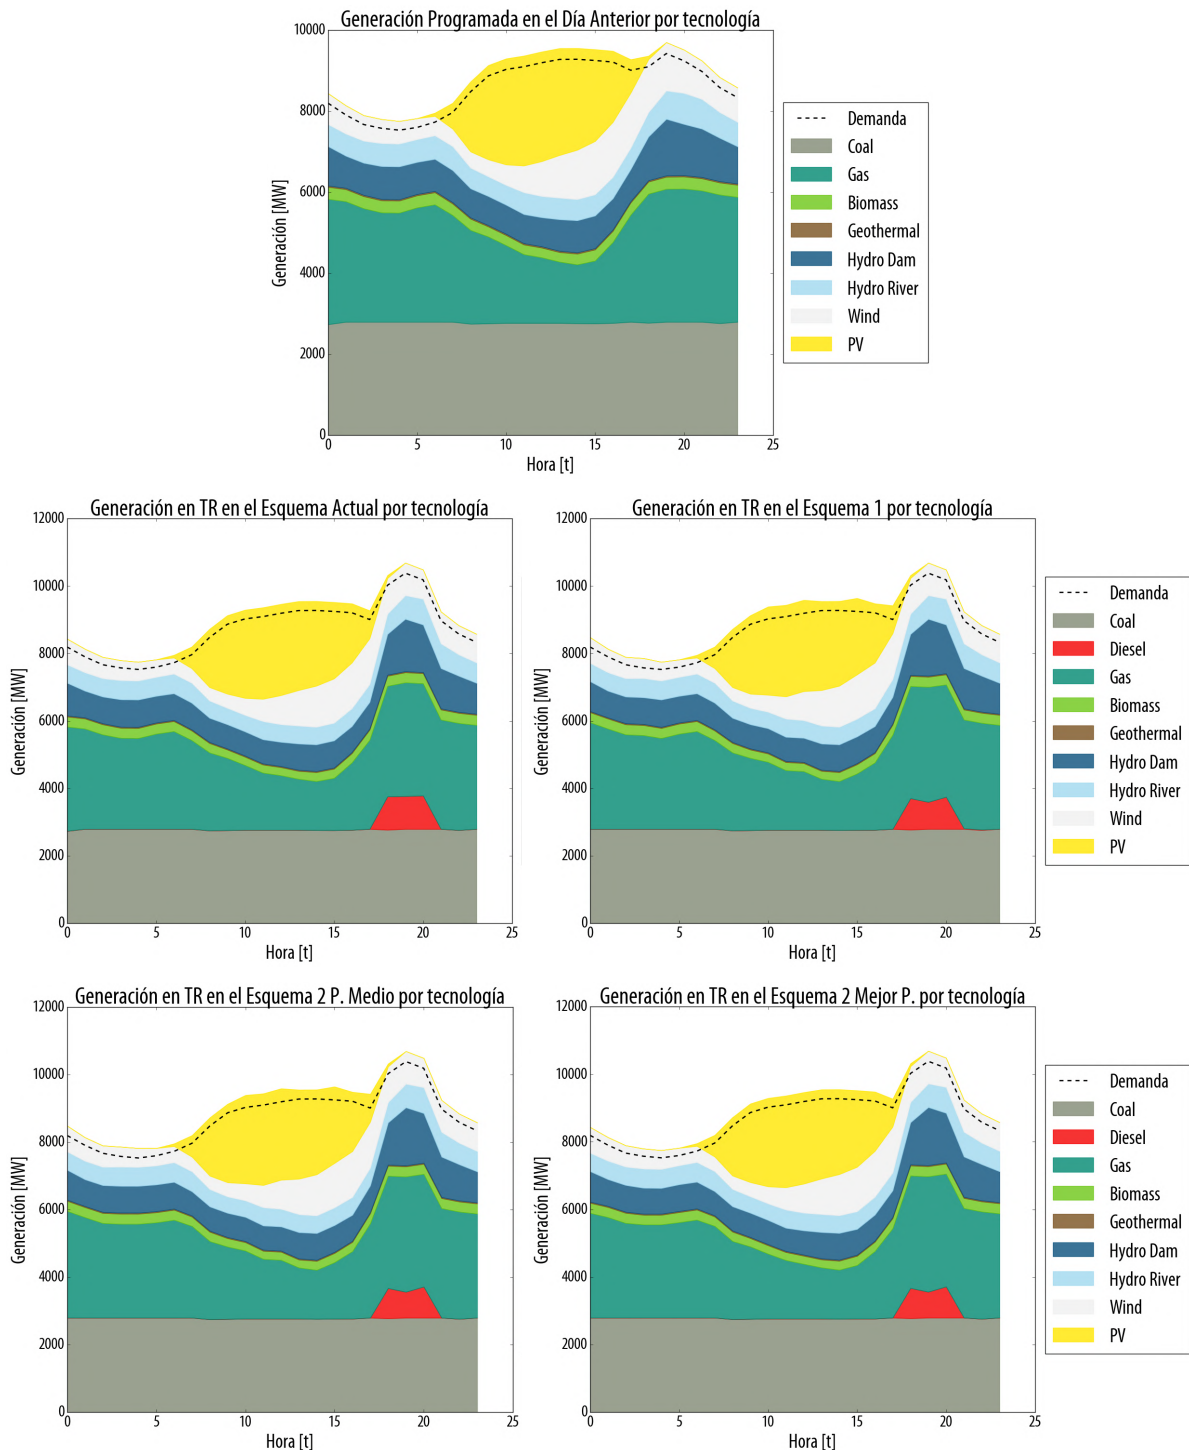 Generación Programada en el Día Anterior por tecnología
10000
8000
6000
4000
2000
0
Generación [MW]
0 5 10 15 20 25
Hora [t]
Demanda
Coal
Gas
Biomass
Geothermal
Hydro Dam
Hydro River
Wind
PV
Generación en TR en el Esquema Actual por tecnología
12000
10000
8000
6000
4000
2000
0
Generación [MW]
0 5 10 15 20 25
Hora [t]
Generación en TR en el Esquema 1 por tecnología
12000
10000
8000
6000
4000
2000
0
Generación [MW]
0 5 10 15 20 25
Hora [t]
Demanda
Coal
Diesel
Gas
Biomass
Geothermal
Hydro Dam
Hydro River
Wind
PV
Generación en TR en el Esquema 2 P. Medio por tecnología
12000
10000
8000
6000
4000
2000
0
Generación [MW]
0 5 10 15 20 25
Hora [t]
Generación en TR en el Esquema 2 Mejor P. por tecnología
12000
10000
8000
6000
4000
2000
0
Generación [MW]
0 5 10 15 20 25
Hora [t]
Demanda
Coal
Diesel
Gas
Biomass
Geothermal
Hydro Dam
Hydro River
Wind
PV